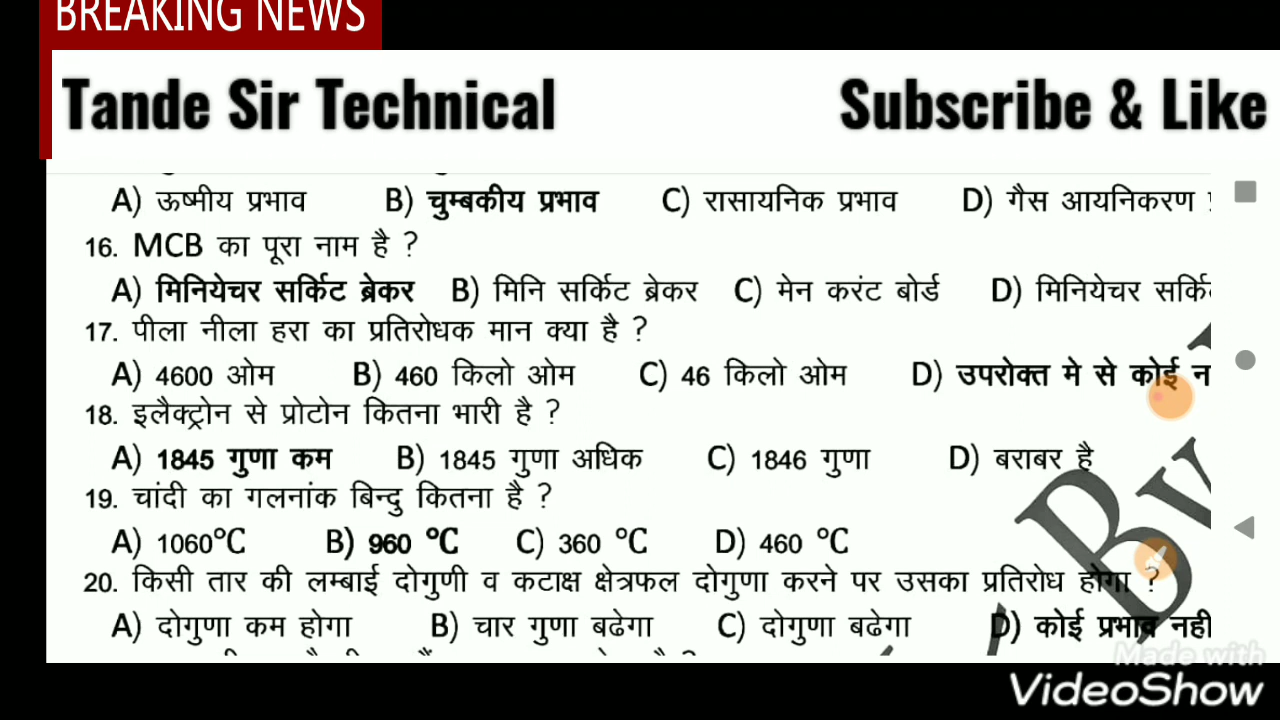 BREAKING NEWS
Tande Sir Technical Subscribe & Like
A) ऊष्मीय प्रभाव B) चुम्बकीय प्रभाव C) रासायनिक प्रभाव D) गैस आयनिकरण
16. MCB का पूरा नाम है ?
A) मिनियेचर सर्किट ब्रेकर B) मिनि सर्किट ब्रेकर C) मेन करंट बोर्ड D) मिनियेचर
17. पीला नीला हरा का प्रतिरोधक मान क्या है ?
A) 4600 ओम B) 460 किलो ओम C) 46 किलो ओम D) उपरोक्त मे से कोई
18. इलैक्ट्रोन से प्रोटोन कितना भारी है ?
A) 1845 गुणा कम B) 1845 गुणा अधिक C) 1846 गुणा D) बराबर है
19. चांदी का गलनांक बिन्दु कितना है ?
A) 1060°C B) 960 °C C) 360 °C D) 460 °C
20. किसी तार की लम्बाई दोगुणी व कटाक्ष क्षेत्रफल दोगुणा करने पर उसका प्रतिरोध होगा ?
A) दोगुणा कम होगा B) चार गुणा बढेगा C) दोगुणा बढेगा D) कोई प्रभाव नही
By
Made with
VideoShow